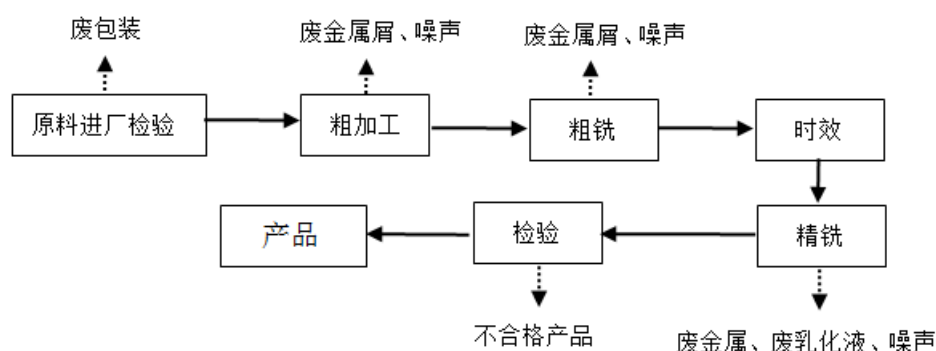 废包装
废金属屑、噪声
废金属屑、噪声
原料进厂检验
粗加工
粗铣
时效
产品
检验
精铣
不合格产品
废金属、废乳化液、噪声